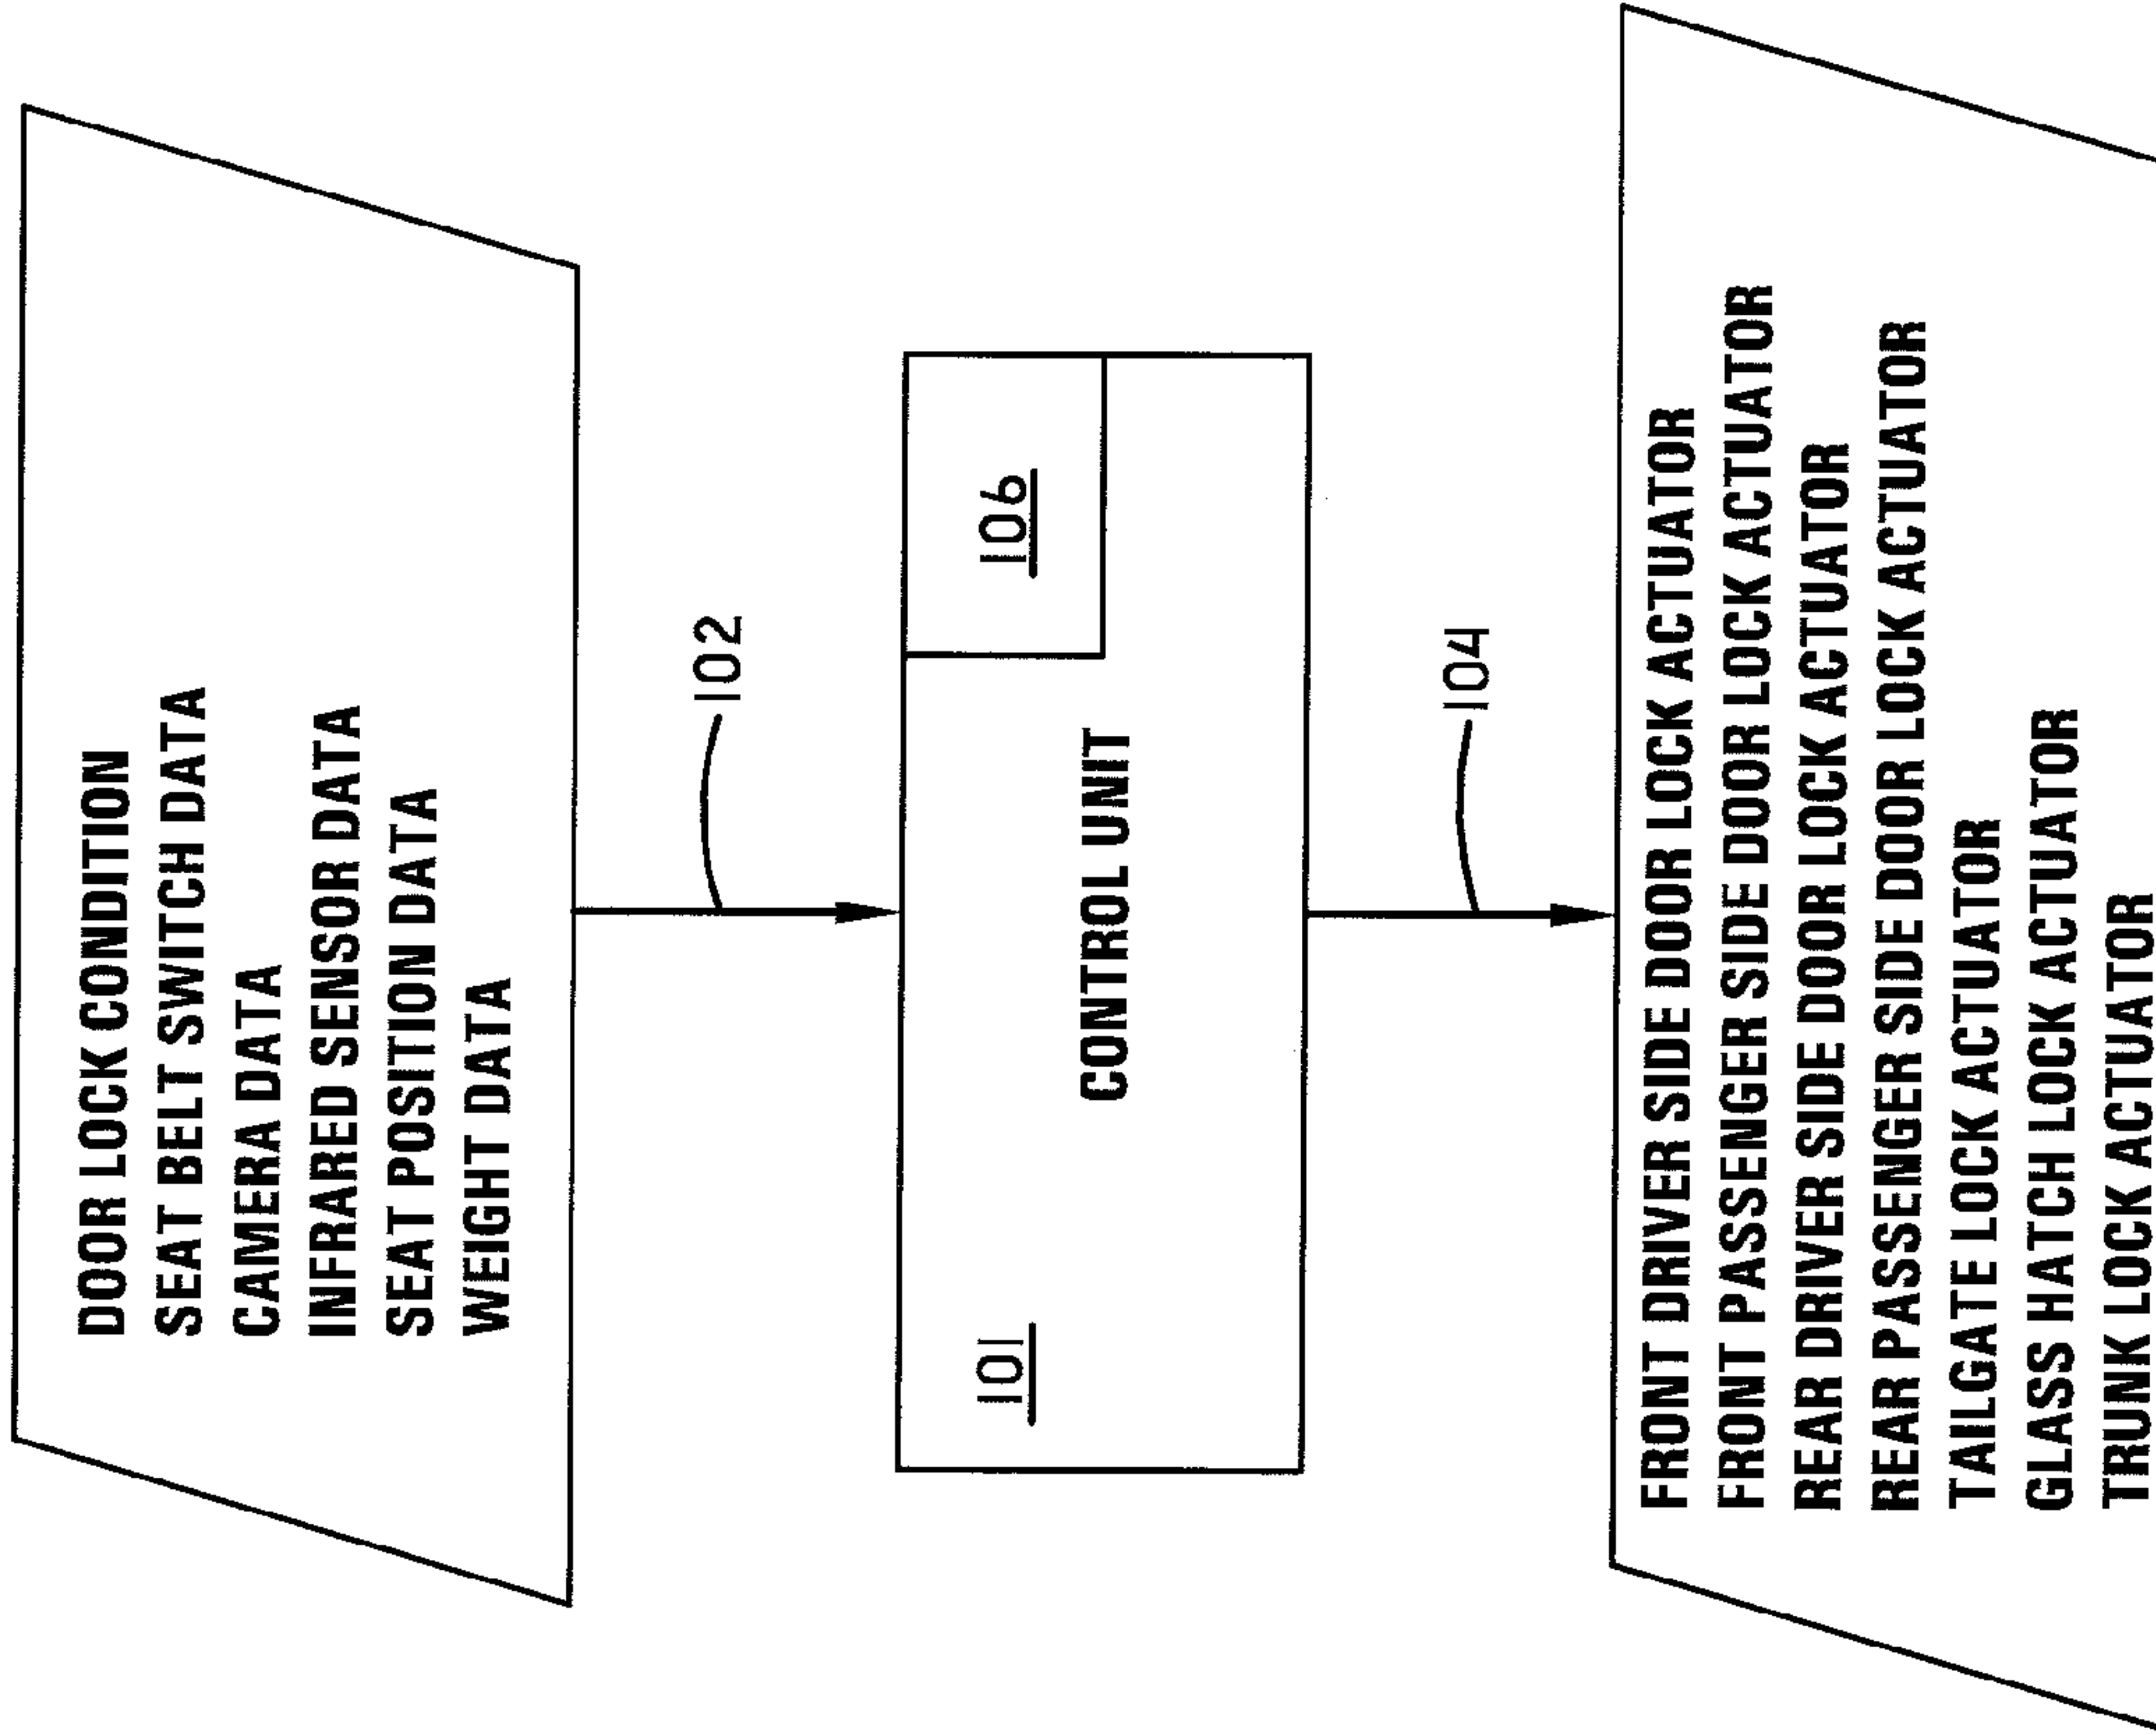 DOOR LOCK CONDITION
SEAT BELT SWITCH DATA
CAMERA DATA
INFRARED SENSOR DATA
SEAT POSITION DATA
WEIGHT DATA
102
101
106
CONTROL UNIT
104
FRONT DRIVER SIDE DOOR LOCK ACTUATOR
FRONT PASSENGER SIDE DOOR LOCK ACTUATOR
REAR DRIVER SIDE DOOR LOCK ACTUATOR
REAR PASSENGER SIDE DOOR LOCK ACTUATOR
TAILGATE LOCK ACTUATOR
GLASS HATCH LOCK ACTUATOR
TRUNK LOCK ACTUATOR